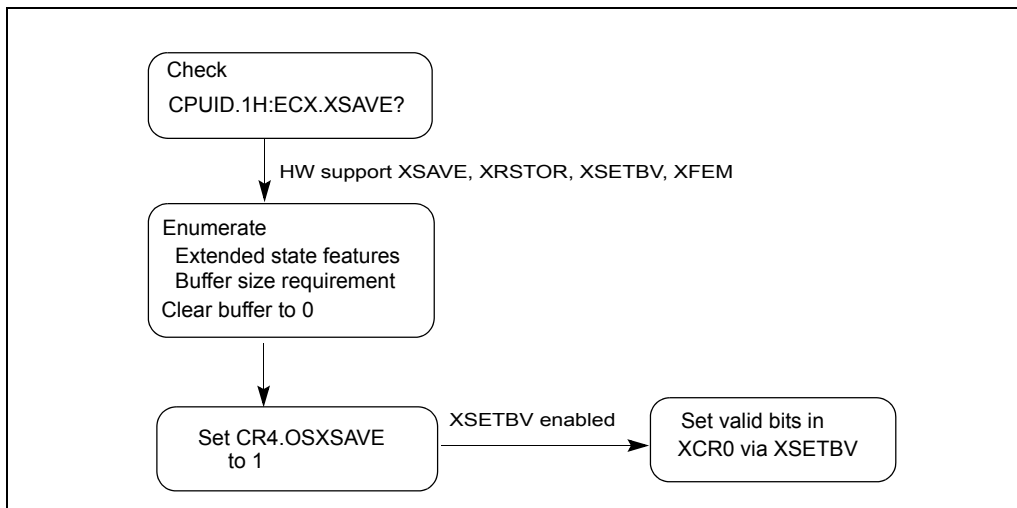 Check
CPUID.1H:ECX.XSAVE?
HW support XSAVE, XRSTOR, XSETBV, XFEM
Enumerate
Extended state features
Buffer size requirement
Clear buffer to 0
Set CR4.OSXSAVE
to 1
XSETBV enabled
Set valid bits in
XCR0 via XSETBV